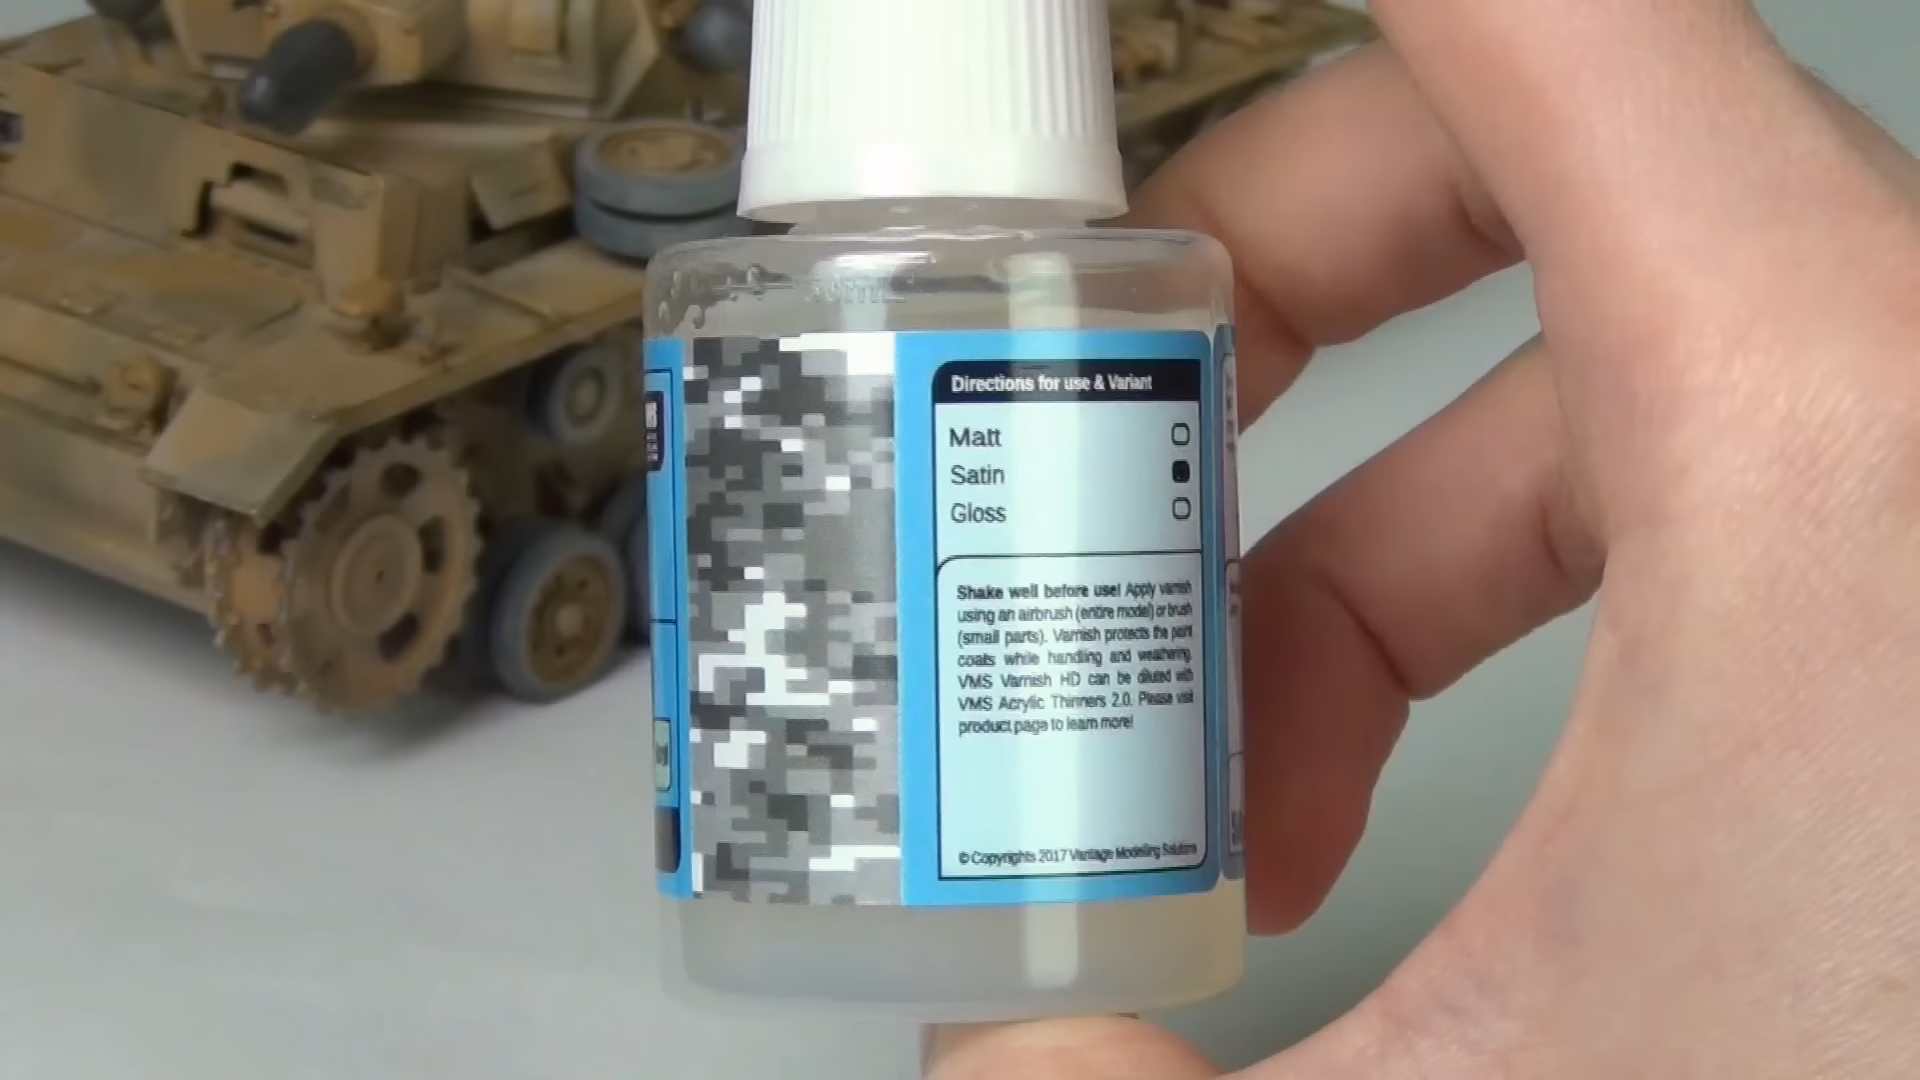 Directions for use & Variant
Matt
Satin
Gloss
Shake well before use! Apply varnish
using an airbrush (entire model) or brush
(small parts). Varnish protects the paint
coats while handling and weathering.
VMS Varnish HD can be diluted with
VMS Acrylic Thinners 2.0. Please visit
product page to learn more!
© Copyrights 2017 Vantage Modelling Solutions